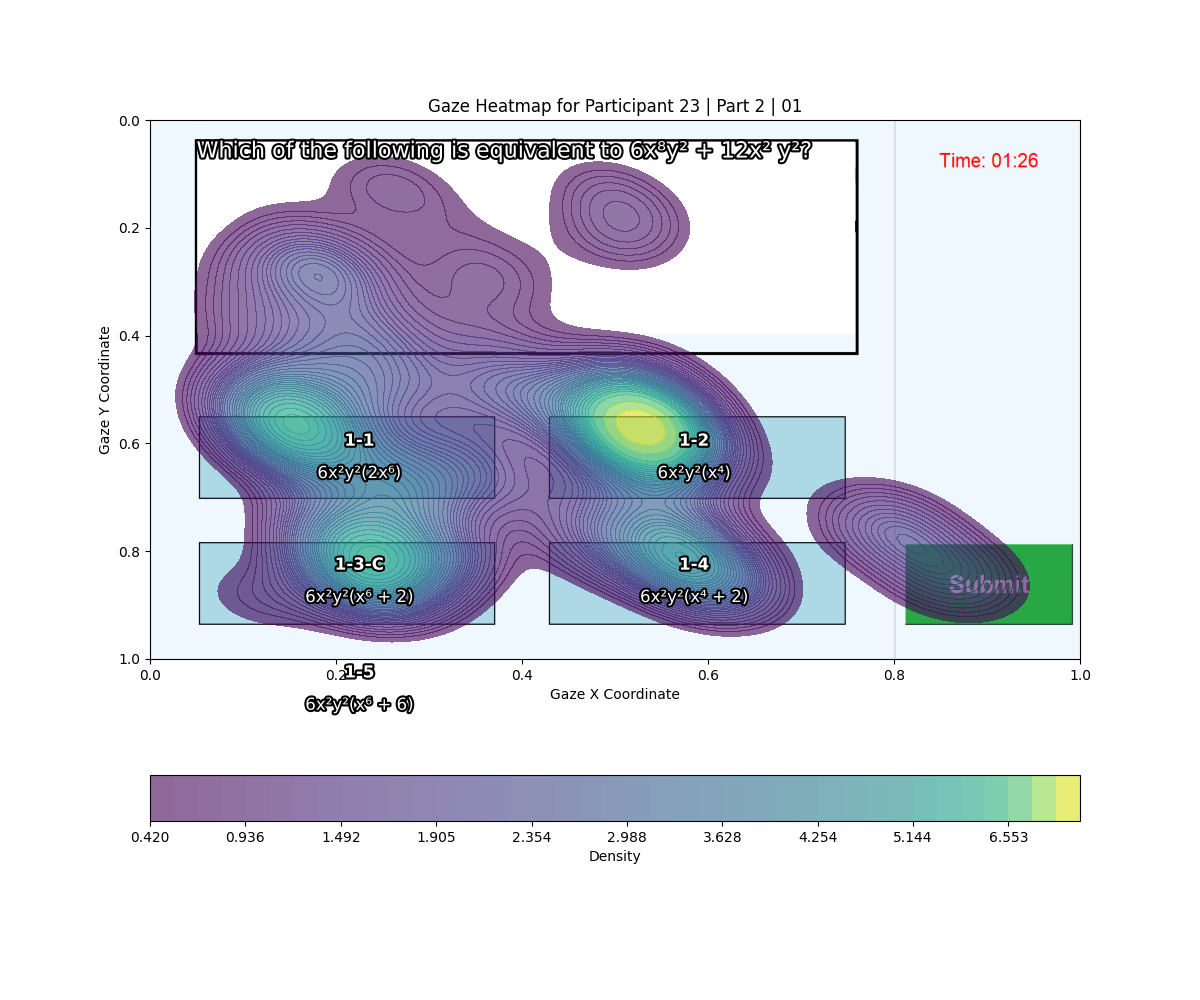 Gaze Heatmap for Participant 23 | Part 2 | 01
Which of the following is equivalent to 6x⁸y² + 12x² y²?
Time: 01:26
0.0
0.2
0.4
0.6
0.8
1.0
Gaze Y Coordinate
1-1
6x²y²(2x⁶)
1-2
6x²y²(x⁴)
1-3-C
6x²y²(x⁶ + 2)
1-4
6x²y²(x⁴ + 2)
Submit
0.0 0.2 0.4 0.6 0.8 1.0
Gaze X Coordinate
1-5
6x²y²(x⁶ + 6)
0.420 0.936 1.492 1.905 2.354 2.988 3.628 4.254 5.144 6.553
Density